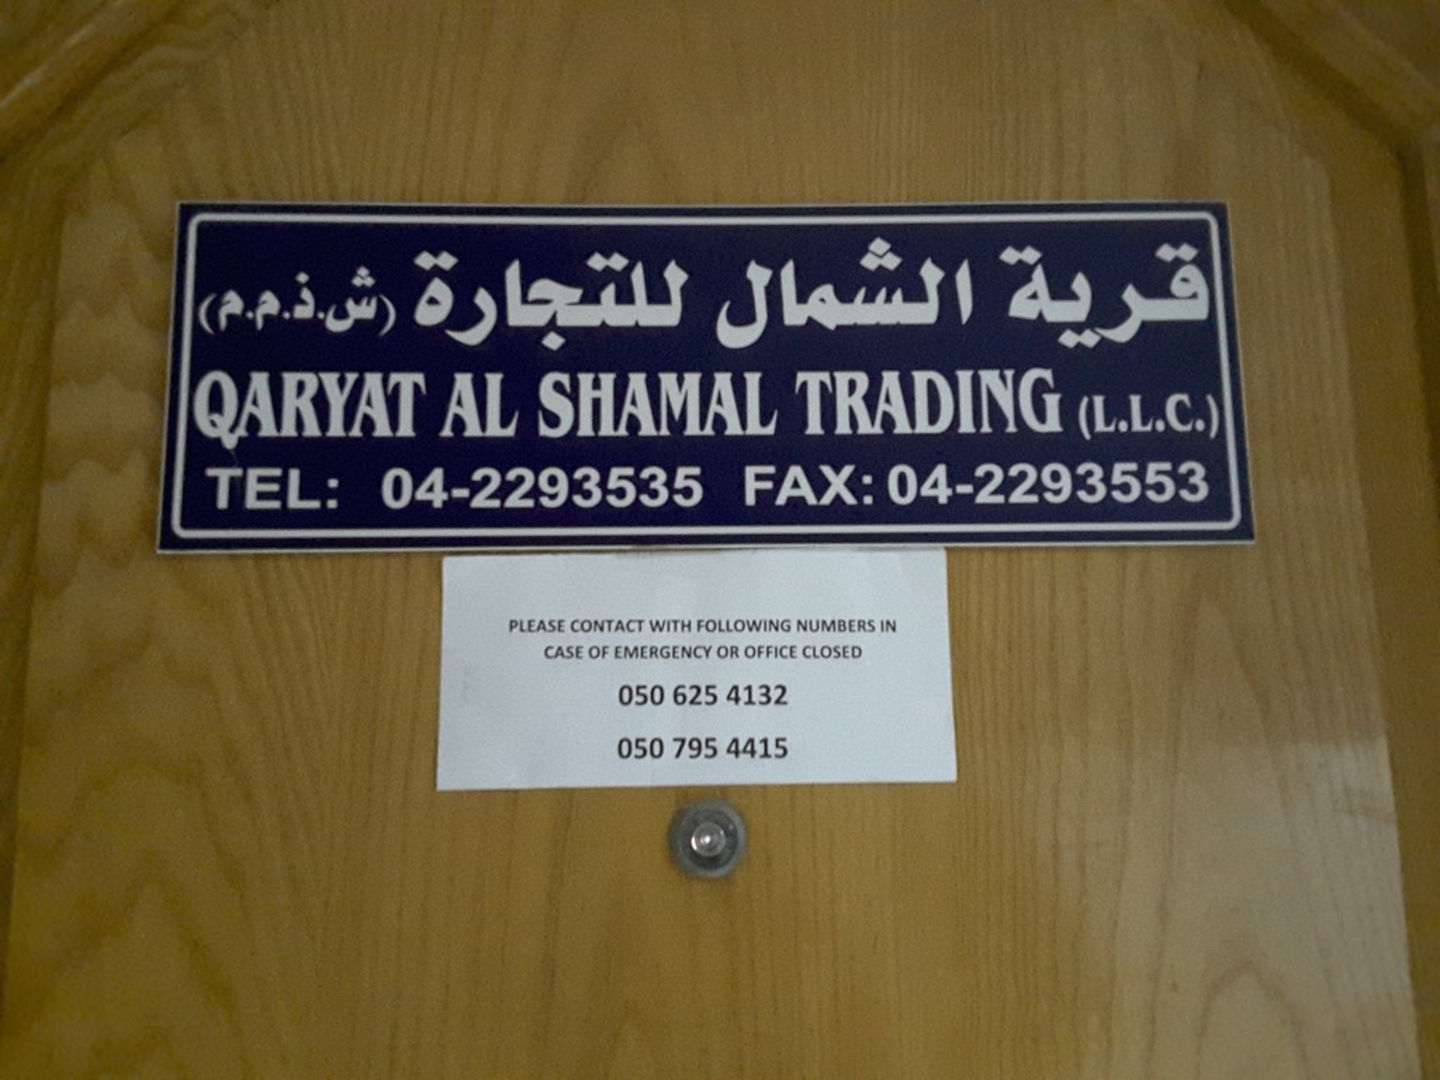 قرية الشمال للتجارة (ش.ذ.م.م)
QARYAT AL SHAMAL TRADING (L.L.C.)
TEL: 04-2293535 FAX: 04-2293553
PLEASE CONTACT WITH FOLLOWING NUMBERS IN
CASE OF EMERGENCY OR OFFICE CLOSED
050 625 4132
050 795 4415